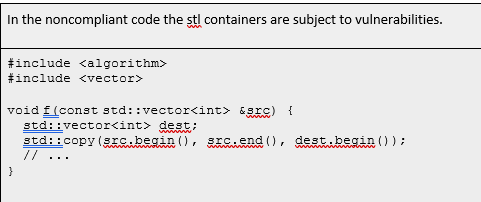 In the noncompliant code the stl containers are subject to vulnerabilities.
#include <algorithm>
#include <vector>
void f(const std::vector<int> &src) {
  std::vector<int> dest;
  std::copy(src.begin(), src.end(), dest.begin());
  // ...
}